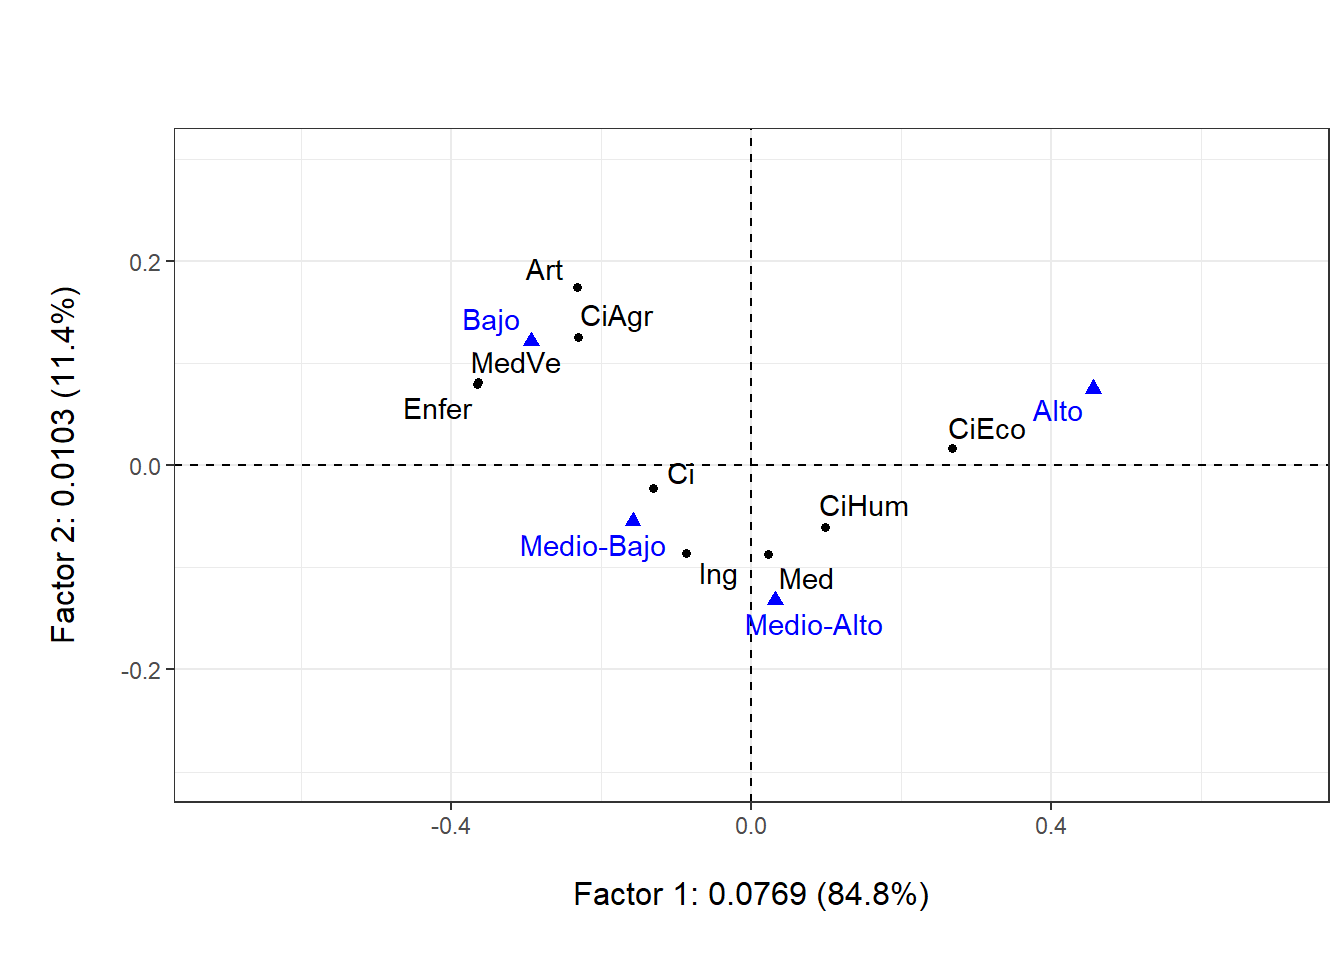 0.2
0.0
-0.2
Factor 2: 0.0103 (11.4%)
Art
CiAgr
Bajo
MedVe
Enfer
Alto
CiEco
Ci
CiHum
Medio-Bajo
Ing
Med
Medio-Alto
-0.4
0.0
0.4
Factor 1: 0.0769 (84.8%)